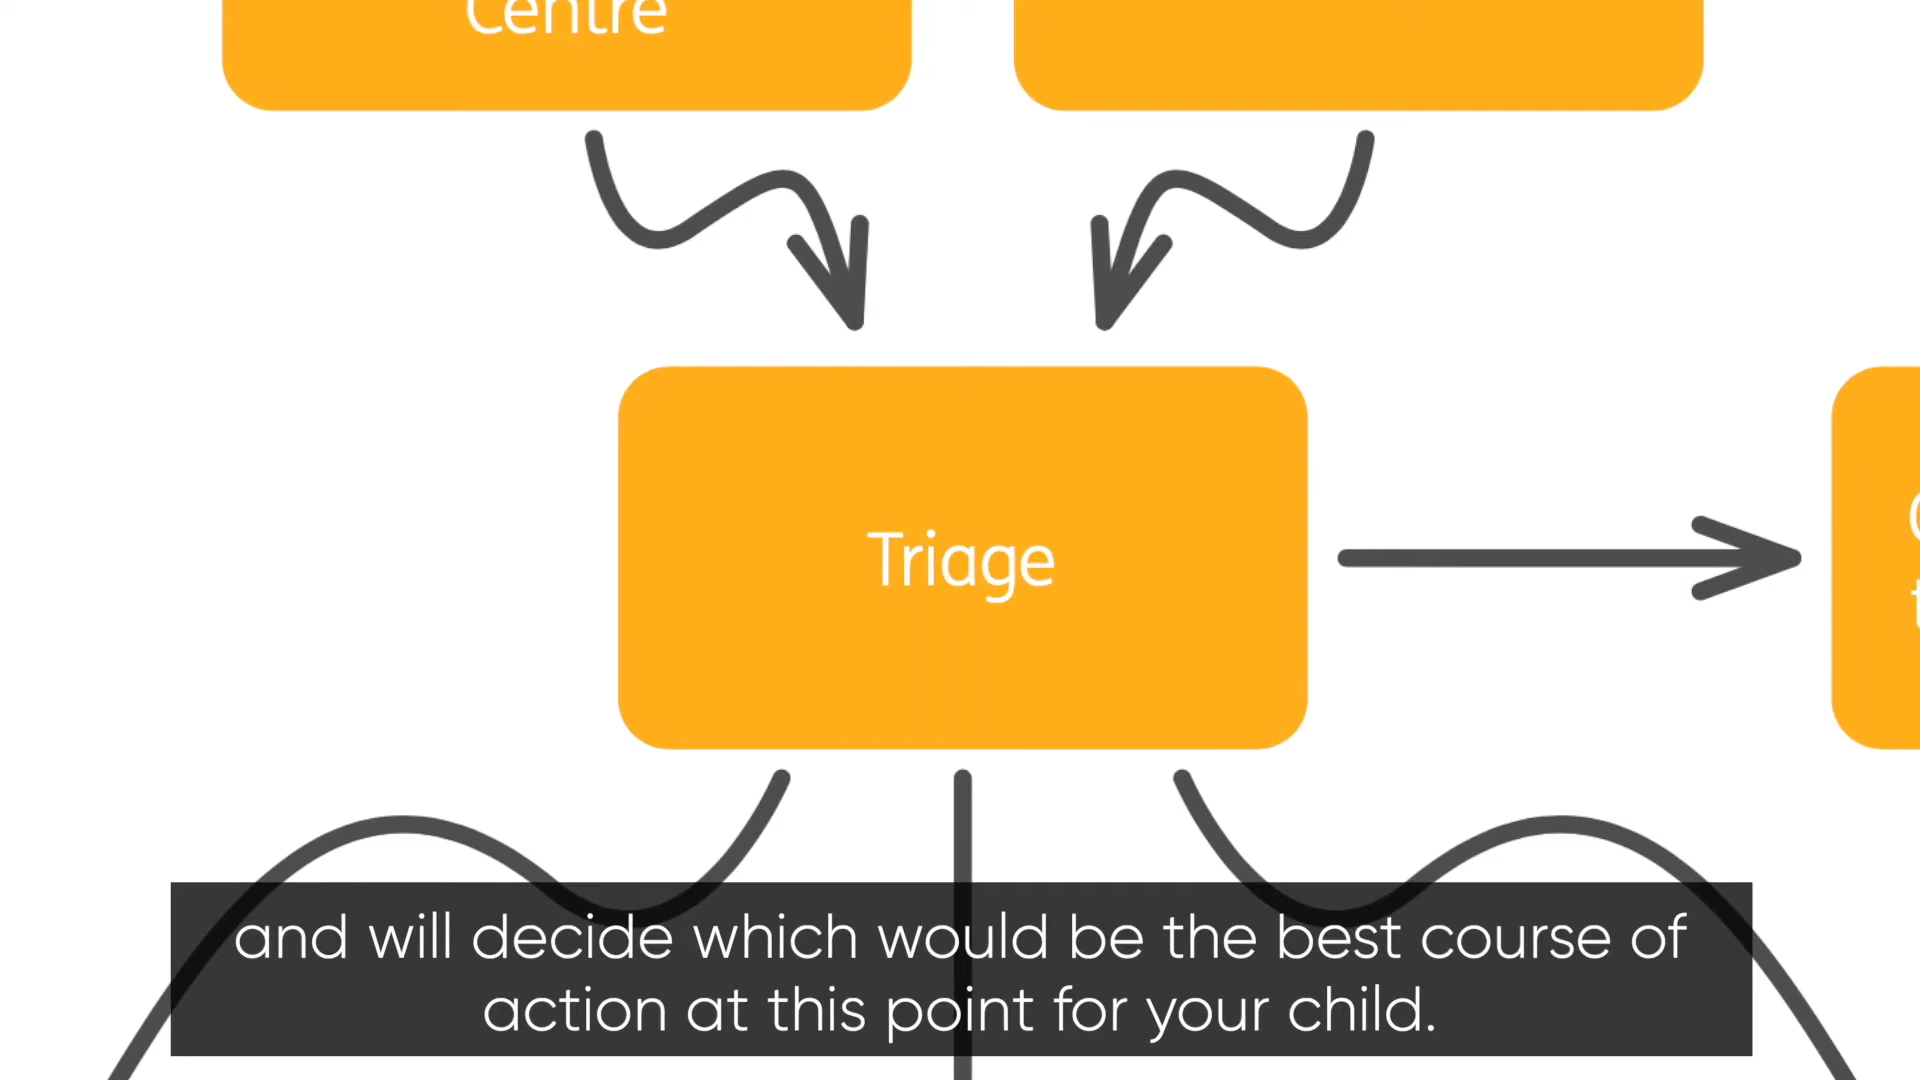 Centre
Triage
and will decide which would be the best course of
action at this point for your child.